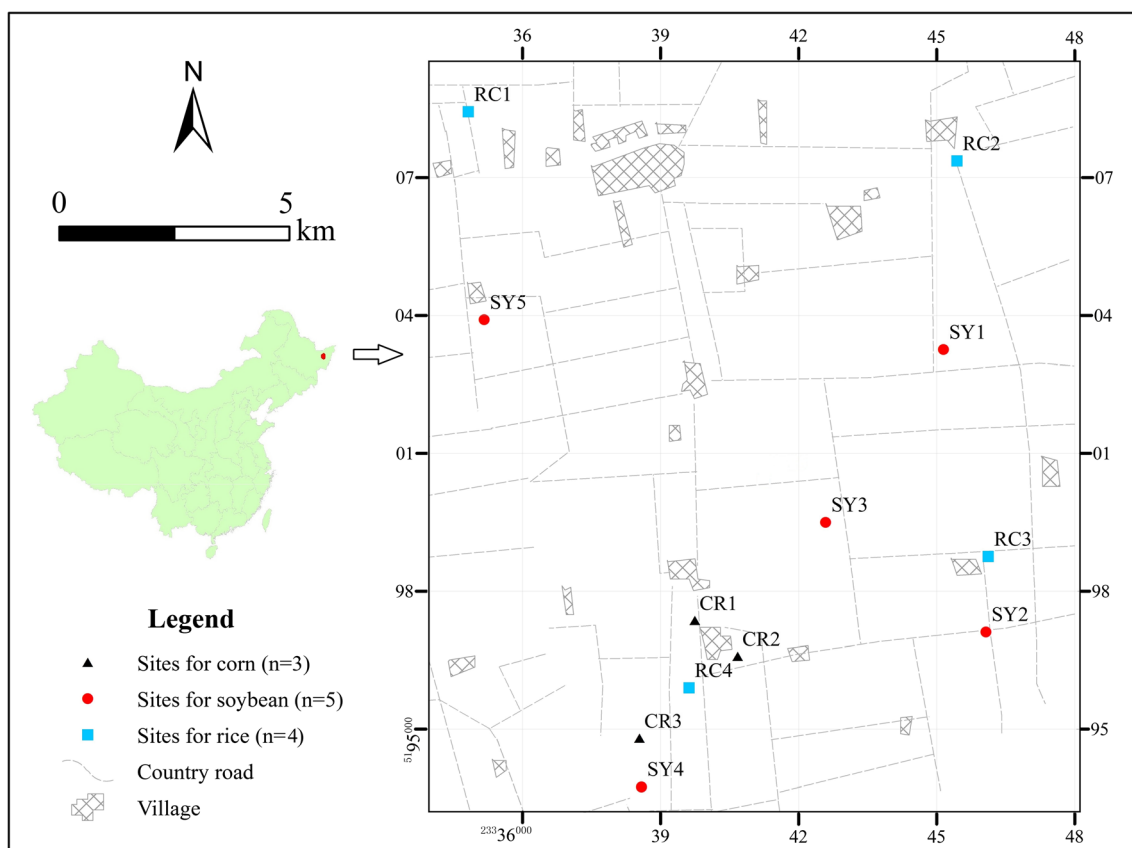 36 39 42 45 48
N
RC1
RC2
07 07
0 5
km
SY5
04 04
SY1
01 01
SY3
RC3
98 98
CR1
Legend
SY2
CR2
Sites for corn (n=3)
RC4
Sites for soybean (n=5)
CR3
Sites for rice (n=4)
5195000 95
SY4
Country road
Village
23336000 39 42 45 48